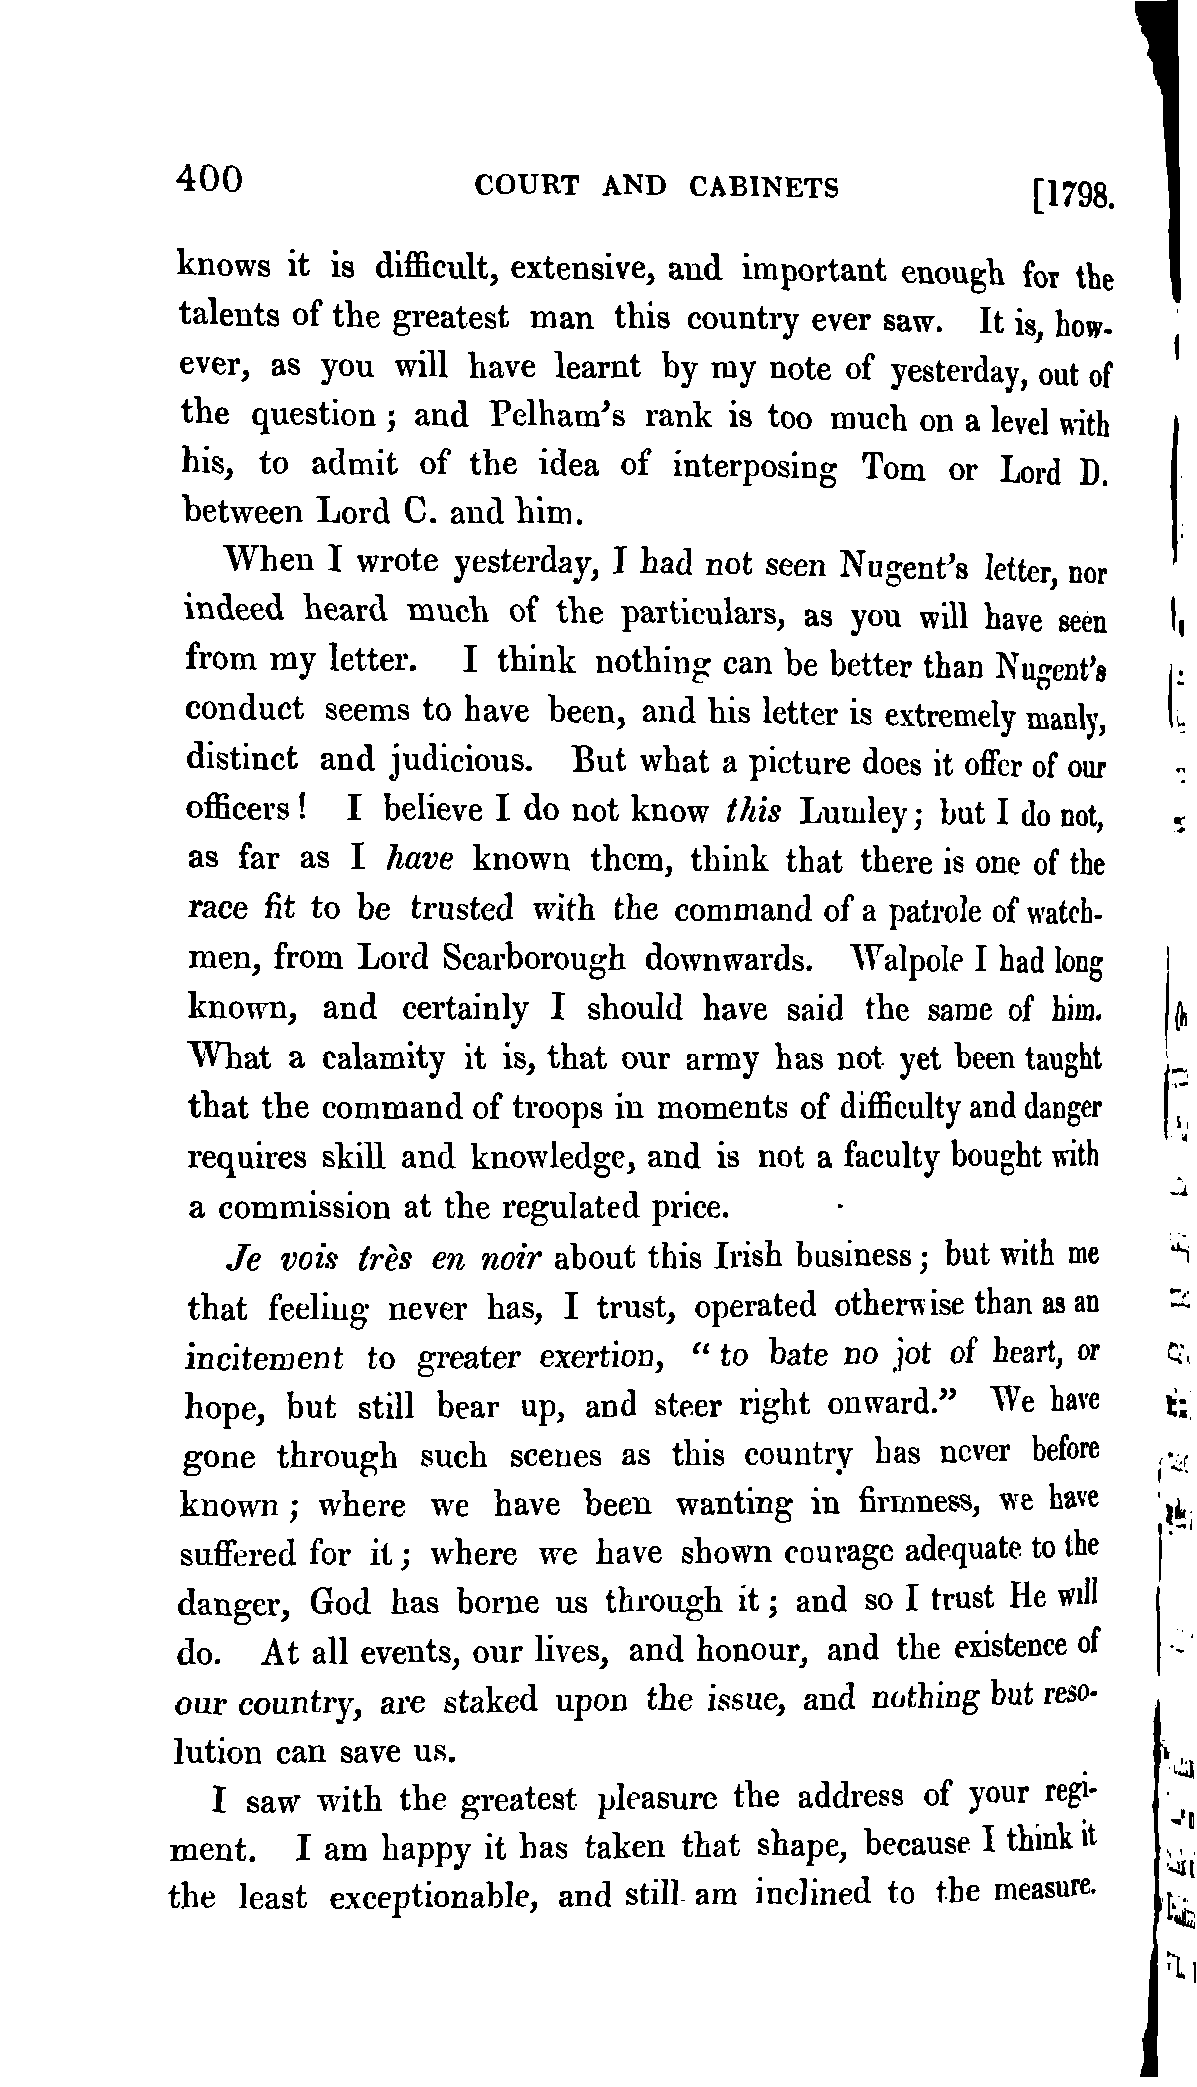 400 COURT AND CABINETS [1798.
knows it is difficult, extensive, and important enough for the
talents of the greatest man this country ever saw. It is, how-
ever, as you will have learnt by my note of yesterday, out of
the question ; and Pelham's rank is too much on a level with
his, to admit of the idea of interposing Tom or Lord D.
between Lord C. and him.
When I wrote yesterday, I had not seen Nugent's letter, nor
indeed heard much of the particulars, as you will have seen
from my letter. I think nothing can be better than Nugent's
conduct seems to have been, and his letter is extremely manly,
distinct and judicious. But what a picture does it offer of our
officers ! I believe I do not know this Lumley ; but I do not,
as far as I have known them, think that there is one of the
race fit to be trusted with the command of a patrole of watch-
men, from Lord Scarborough downwards. Walpole I had long
known, and certainly I should have said the same of him.
What a calamity it is, that our army has not yet been taught
that the command of troops in moments of difficulty and danger
requires skill and knowledge, and is not a faculty bought with
a commission at the regulated price.
Je vois très en noir about this Irish business ; but with me
that feeling never has, I trust, operated otherwise than as an
incitement to greater exertion, " to bate no jot of heart, or
hope, but still bear up, and steer right onward." We have
gone through such scenes as this country has never before
known ; where we have been wanting in firmness, we have
suffered for it ; where we have shown courage adequate to the
danger, God has borne us through it ; and so I trust He will
do. At all events, our lives, and honour, and the existence of
our country, are staked upon the issue, and nothing but reso-
lution can save us.
I saw with the greatest pleasure the address of your regi-
ment. I am happy it has taken that shape, because I think it
the least exceptionable, and still am inclined to the measure.